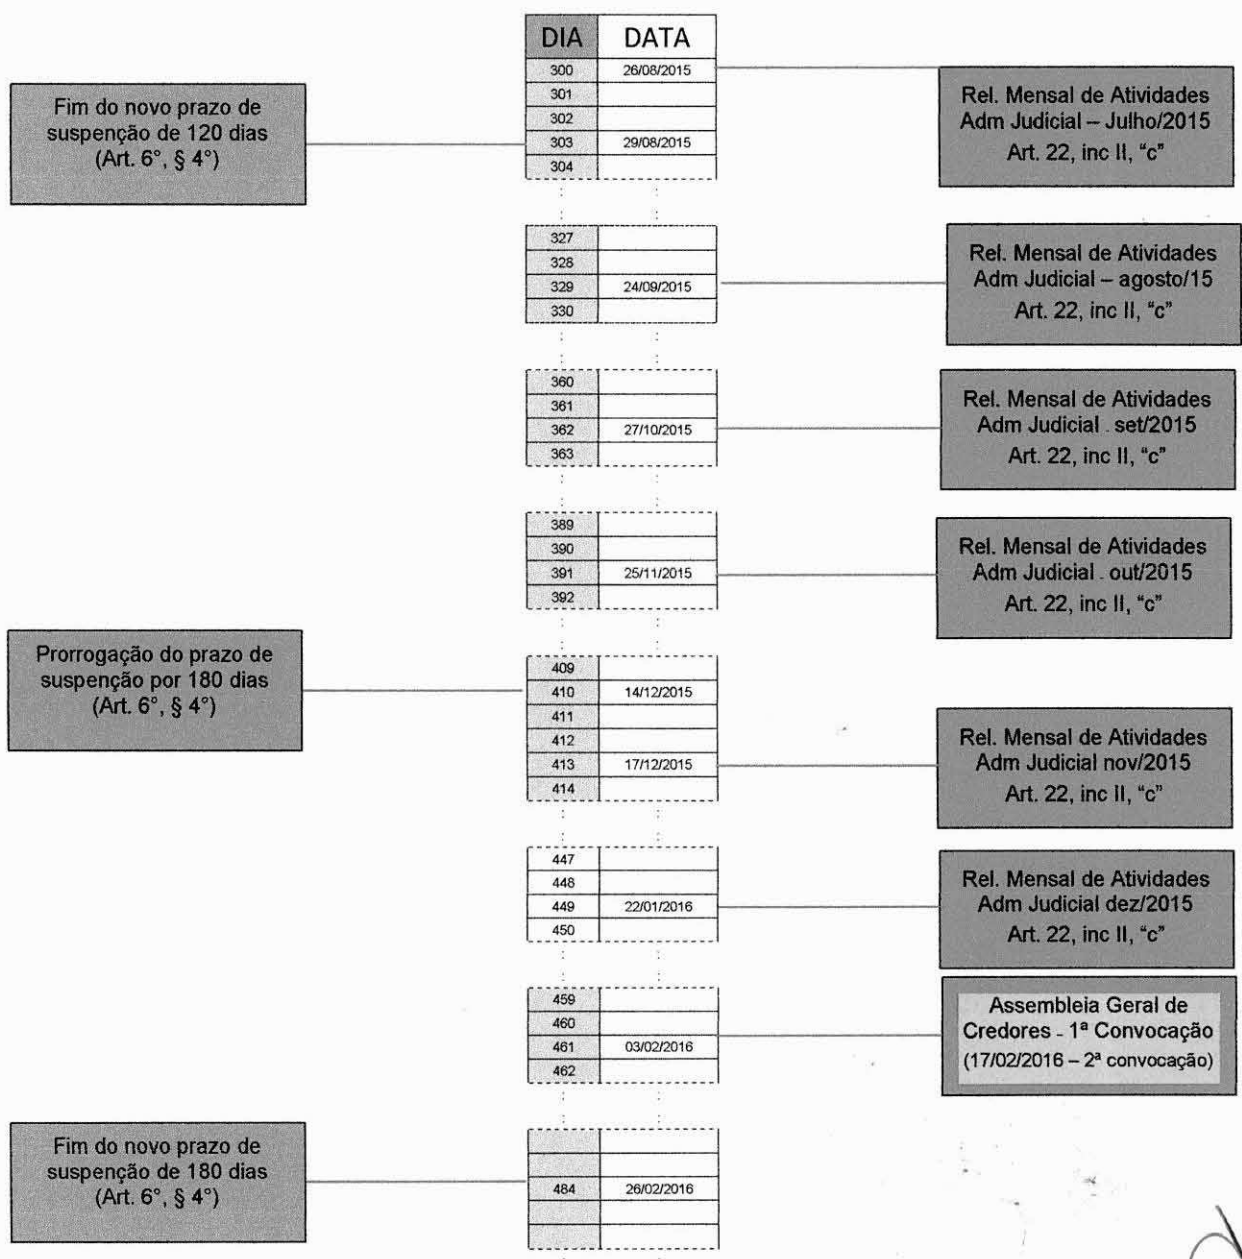 DIA DATA
300 26/08/2015
301
302
303 29/08/2015
304
Fim do novo prazo de
suspenção de 120 dias
(Art. 6°, § 4°)
Rel. Mensal de Atividades
Adm Judicial – Julho/2015
Art. 22, inc II, “c”
327
328
329 24/09/2015
330
Rel. Mensal de Atividades
Adm Judicial – agosto/15
Art. 22, inc II, “c”
360
361
362 27/10/2015
363
Rel. Mensal de Atividades
Adm Judicial - set/2015
Art. 22, inc II, “c”
389
390
391 25/11/2015
392
Rel. Mensal de Atividades
Adm Judicial - out/2015
Art. 22, inc II, “c”
Prorrogação do prazo de
suspenção por 180 dias
(Art. 6°, § 4°)
409
410 14/12/2015
411
412
413 17/12/2015
414
Rel. Mensal de Atividades
Adm Judicial nov/2015
Art. 22, inc II, “c”
447
448
449 22/01/2016
450
Rel. Mensal de Atividades
Adm Judicial dez/2015
Art. 22, inc II, “c”
459
460
461 03/02/2016
462
Assembleia Geral de
Credores - 1ª Convocação
(17/02/2016 – 2ª convocação)
Fim do novo prazo de
suspenção de 180 dias
(Art. 6°, § 4°)
484 26/02/2016